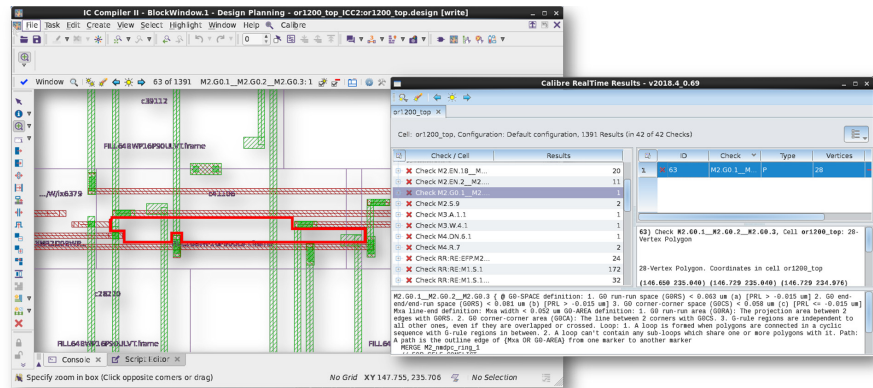 IC Compiler II - BlockWindow.1 - Design Planning - or1200_top_ICC2:or1200_top.design [write]
File Task Edit Create View Select Highlight Window Help Calibre
0
Window 63 of 1391 M2.G0.1__M2.G0.2__M2.G0.3: 1
c39112
FILL64BWP16P90ULVT.frame
.../W/ix6379
c41106
c28220
FILL64BWP16P90ULVT.frame
Console
Script Editor
Specify zoom in box (Click opposite corners or drag)
No Grid XY 147.755, 235.706 No Selection
Calibre RealTime Results - v2018.4_0.69
or1200_top
Cell: or1200_top, Configuration: Default configuration, 1391 Results (in 42 of 42 Checks)
Check / Cell Results
Check M2.EN.18__M... 20
Check M2.EN.2__M2.... 11
Check M2.G0.1__M2... 1
Check M2.S.9 2
Check M3.A.1.1 1
Check M3.W.4.1 1
Check M4.DN.6.1 1
Check M4.R.7 2
Check RR:RE:EFP.M2... 24
Check RR:RE:M1.S.1 172
Check RR:RE:M1.S.1 32
ID Check Type Vertices
1 63 M2.G0.1__M... P 28
63) Check M2.G0.1__M2.G0.2__M2.G0.3, Cell or1200_top: 28-
Vertex Polygon
28-Vertex Polygon. Coordinates in cell or1200_top
(146.650 235.040) (146.729 235.040) (146.729 234.976)
M2.G0.1__M2.G0.2__M2.G0.3 { @ G0-SPACE definition: 1. G0 run-run space (G0RS) < 0.063 um (a) [PRL > -0.015 um] 2. G0 end-
end/end-run space (G0RS) < 0.081 um (b) [PRL > -0.015 um] 3. G0 corner-corner space (G0CS) < 0.058 um (c) [PRL <= -0.015 um]
Mxa line-end definition: Mxa width < 0.052 um G0-AREA definition: 1. G0 run-run area (G0RA): The projection area between 2
edges with G0RS. 2. G0 corner-corner area (G0CA): The line between 2 corners with G0CS. 3. G-rule regions are independent to
all other ones, even if they are overlapped or crossed. Loop: 1. A loop is formed when polygons are connected in a cyclic
sequence with G-rule regions in between. 2. A loop can't contain any sub-loops which share one or more polygons with it. Path:
A path is the outline edge of {Mxa OR G0-AREA} from one marker to another marker
MERGE M2_nmdpc_ring_1